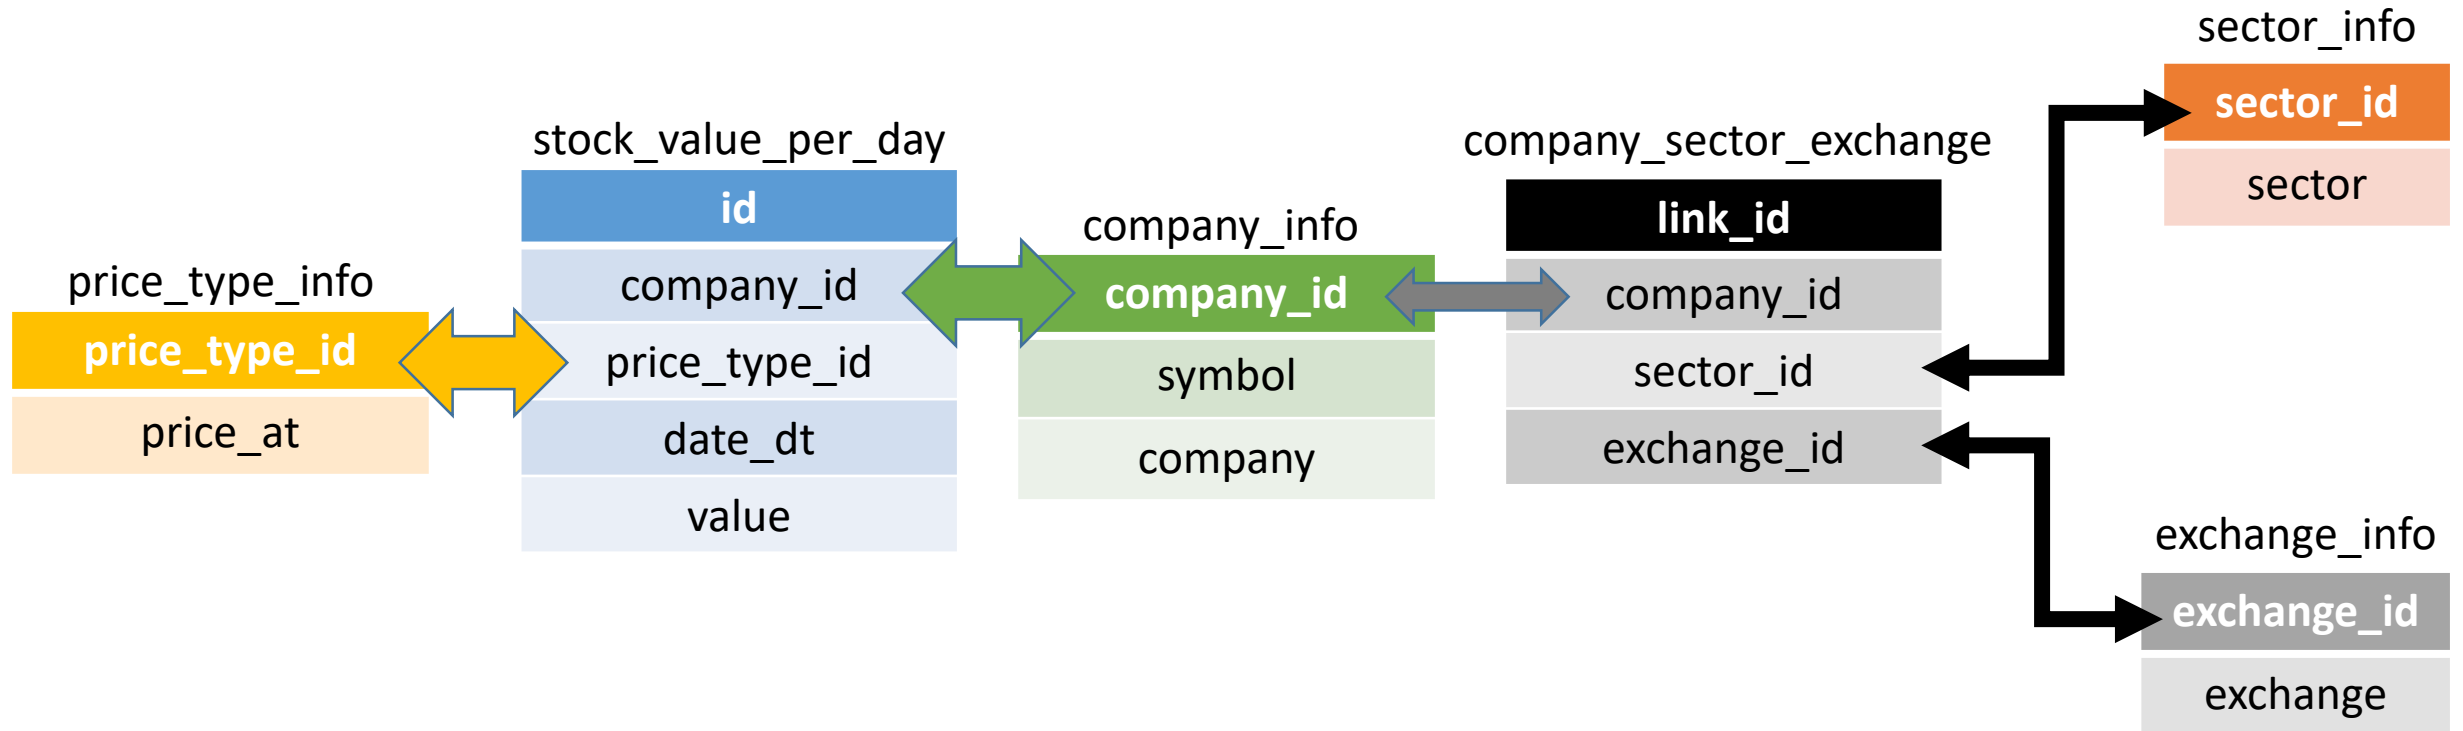 price_type_info
price_type_id
price_at
stock_value_per_day
id
company_id
price_type_id
date_dt
value
company_info
company_id
symbol
company
company_sector_exchange
link_id
company_id
sector_id
exchange_id
sector_info
sector_id
sector
exchange_info
exchange_id
exchange